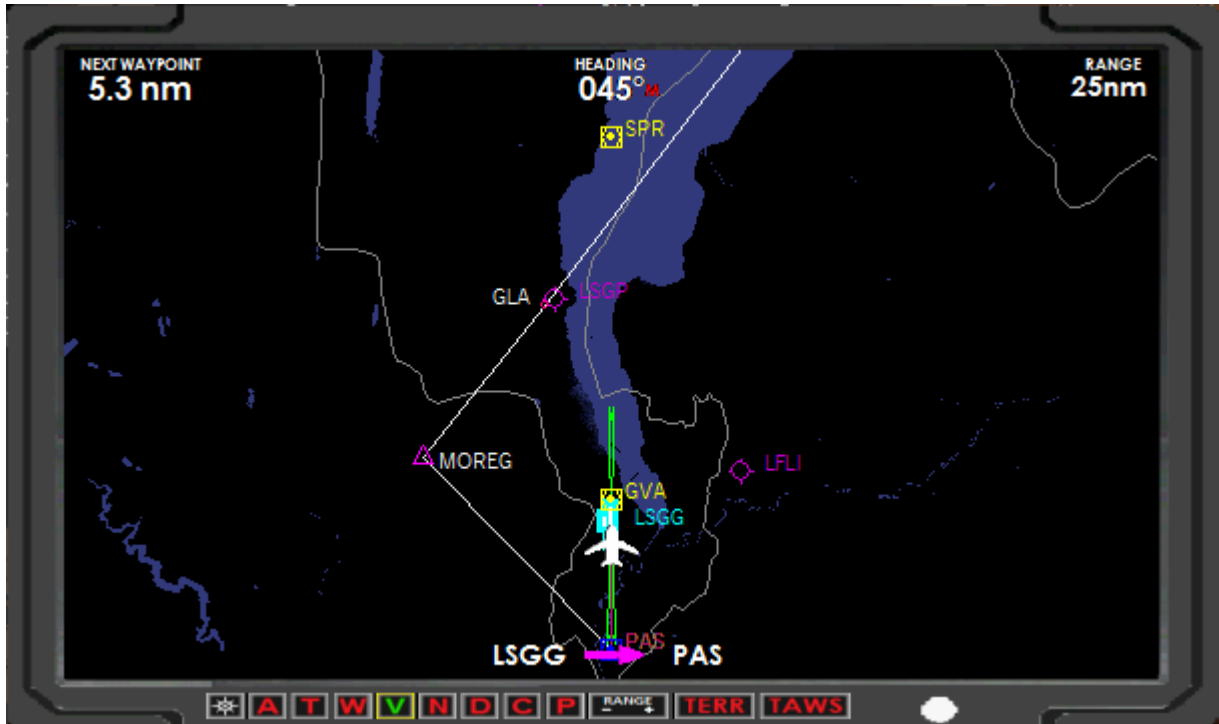 NEXT WAYPOINT
5.3 nm
HEADING
045°M
RANGE
25nm
SPR
GLA
LSGP
MOREG
LFLI
GVA
LSGG
PAS
LSGG PAS
A T W V N D C P - RANGE + TERR TAWS